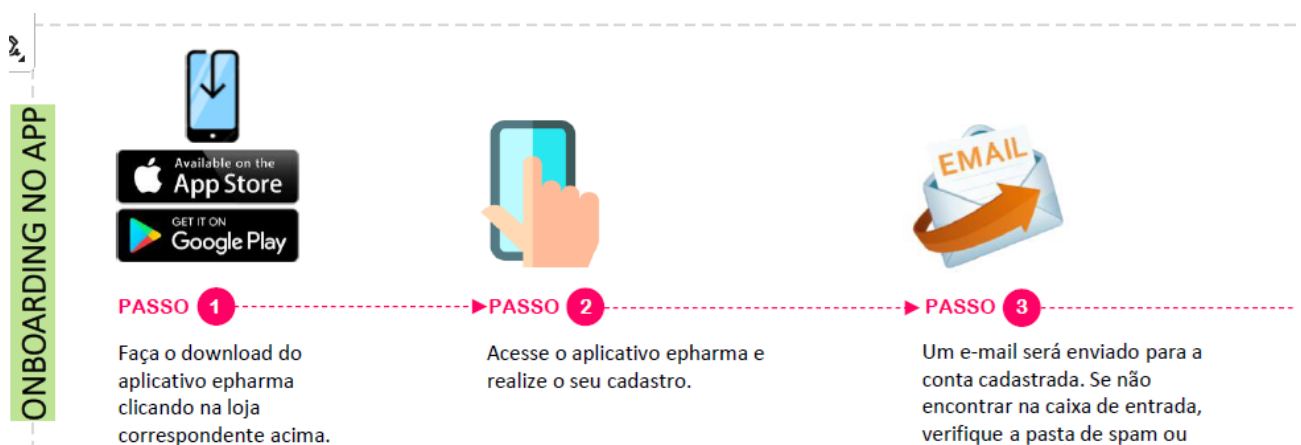 ONBOARDING NO APP
Available on the
App Store
GET IT ON
Google Play
EMAIL
PASSO 1
PASSO 2
PASSO 3
Faça o download do
aplicativo epharma
clicando na loja
correspondente acima.
Acesse o aplicativo epharma e
realize o seu cadastro.
Um e-mail será enviado para a
conta cadastrada. Se não
encontrar na caixa de entrada,
verifique a pasta de spam ou